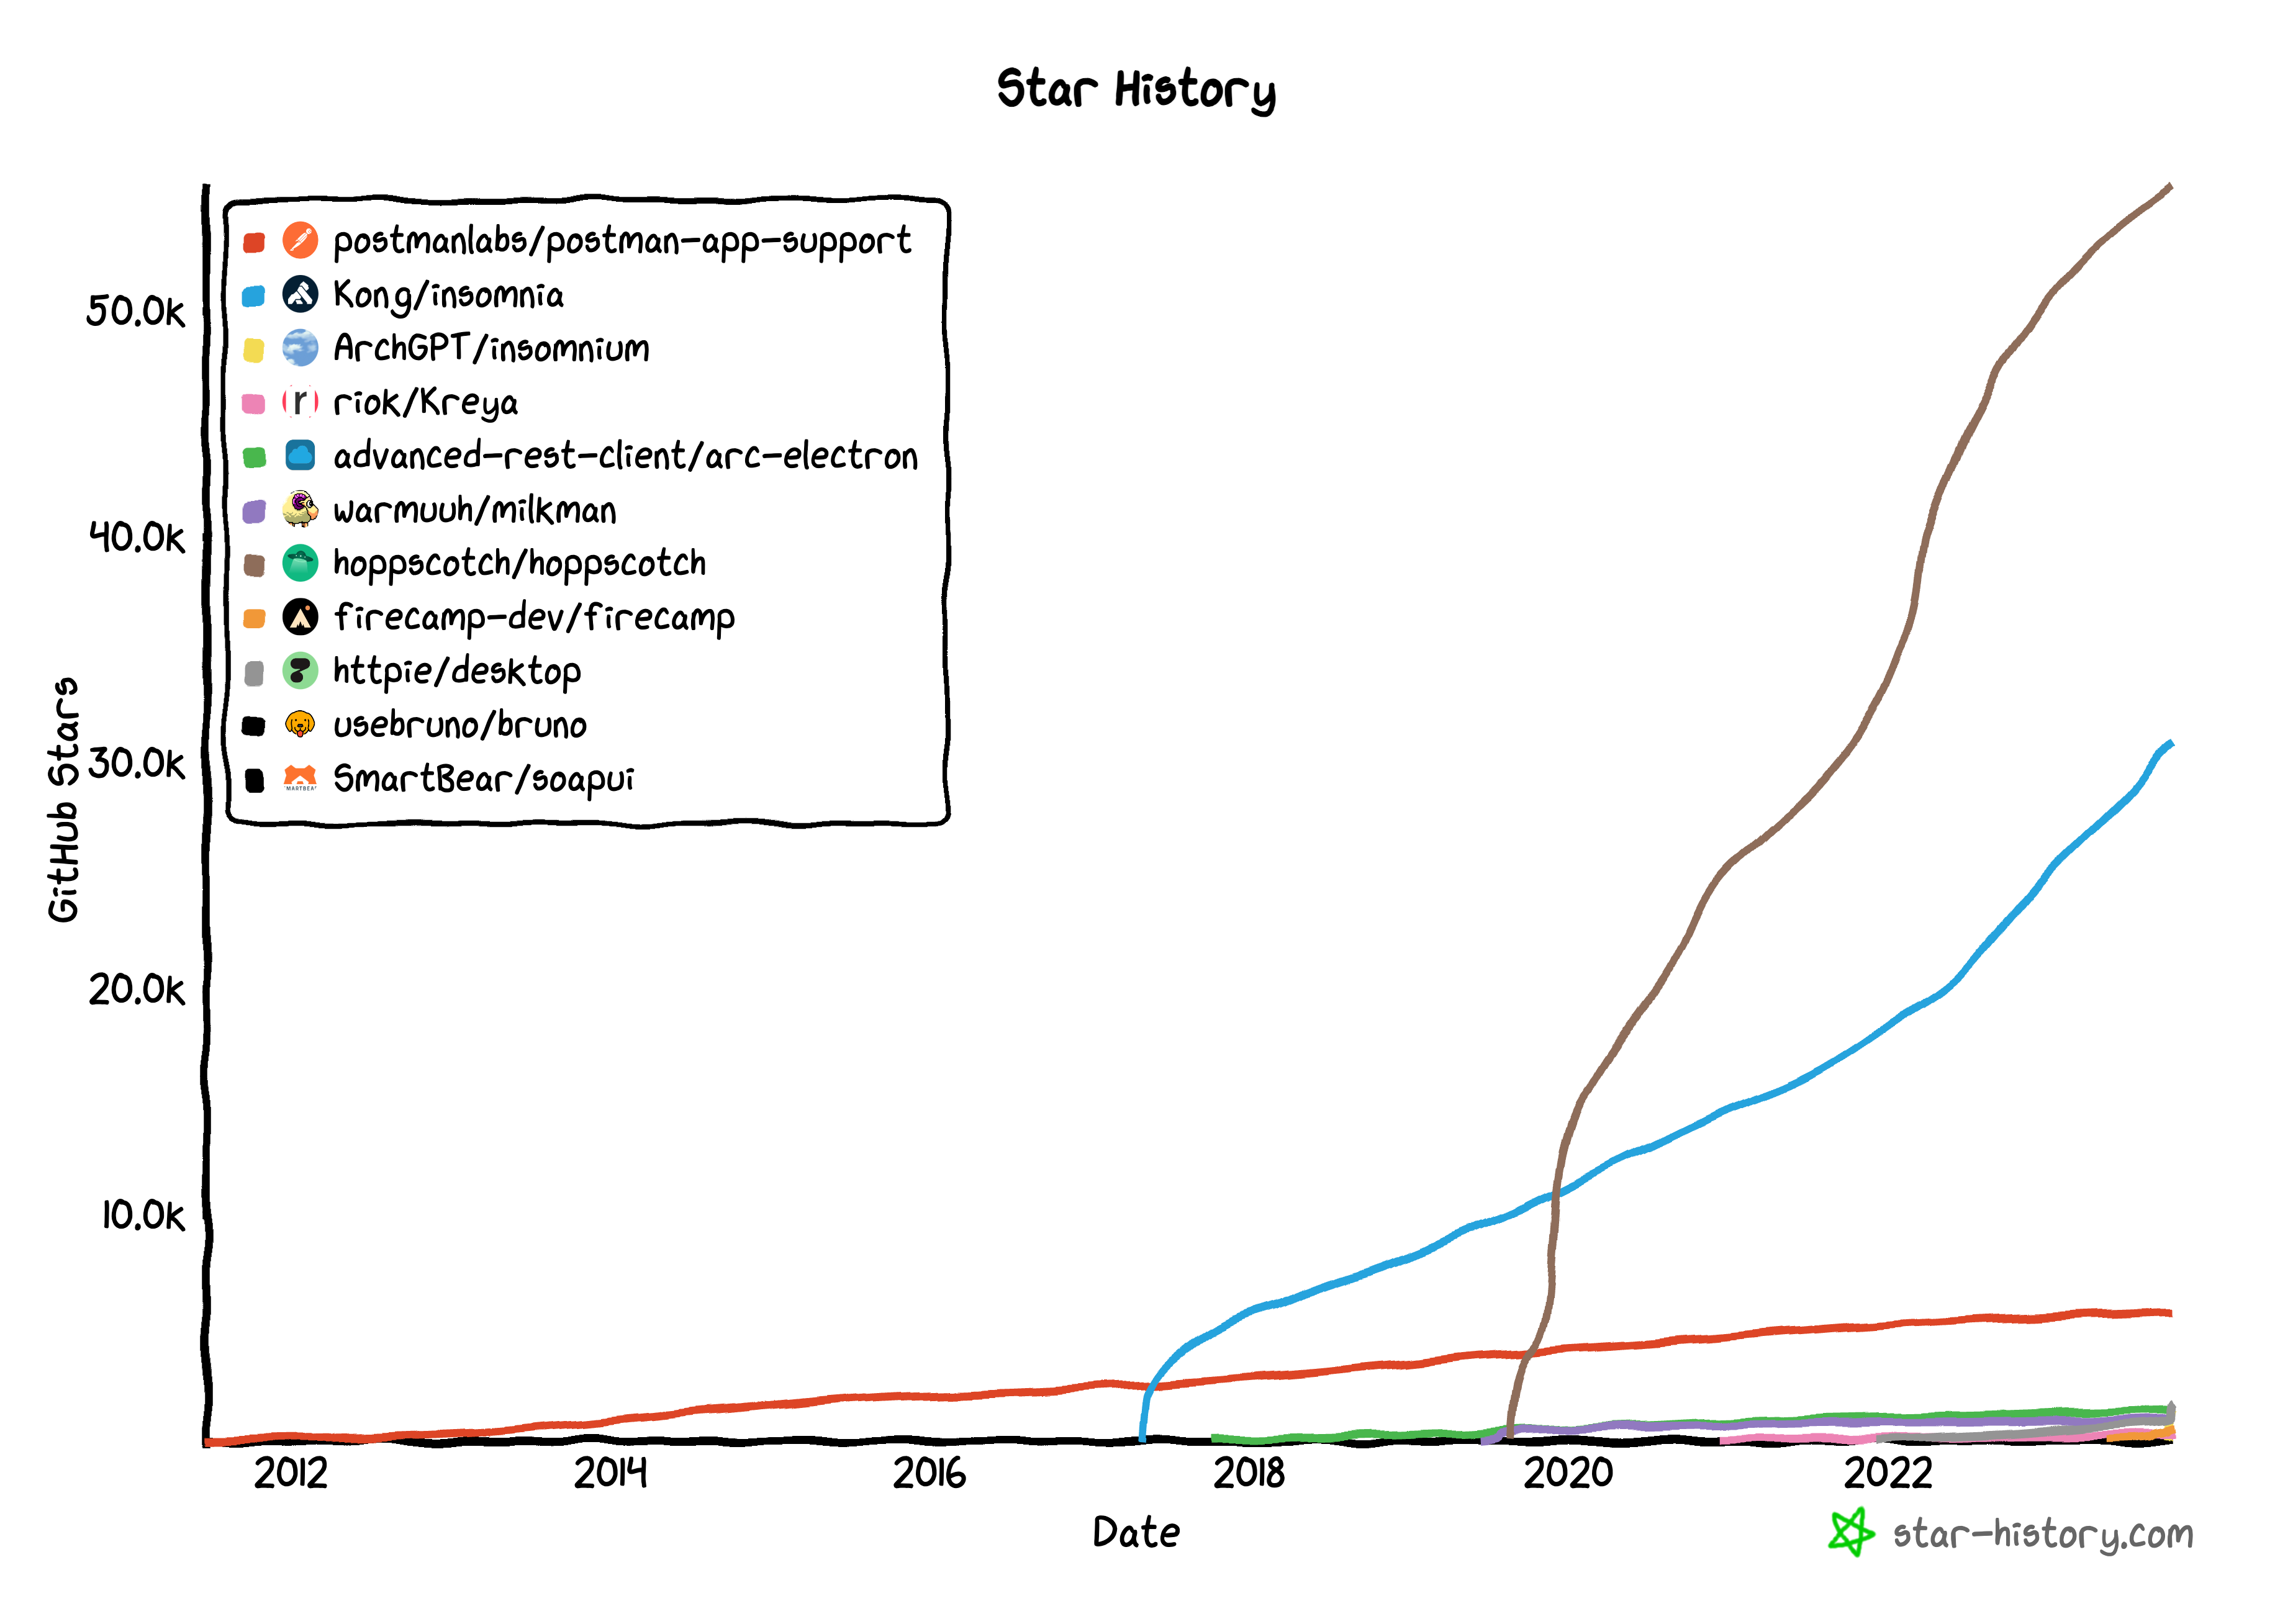 Star History
postmanlabs/postman-app-support
Kong/insomnia
ArchGPT/insomnium
riok/Kreya
advanced-rest-client/arc-electron
warmuuh/milkman
hoppscotch/hoppscotch
firecamp-dev/firecamp
httpie/desktop
usebruno/bruno
SmartBear/soapui
GitHub Stars
50.0k
40.0k
30.0k
20.0k
10.0k
2012 2014 2016 2018 2020 2022
Date
star-history.com